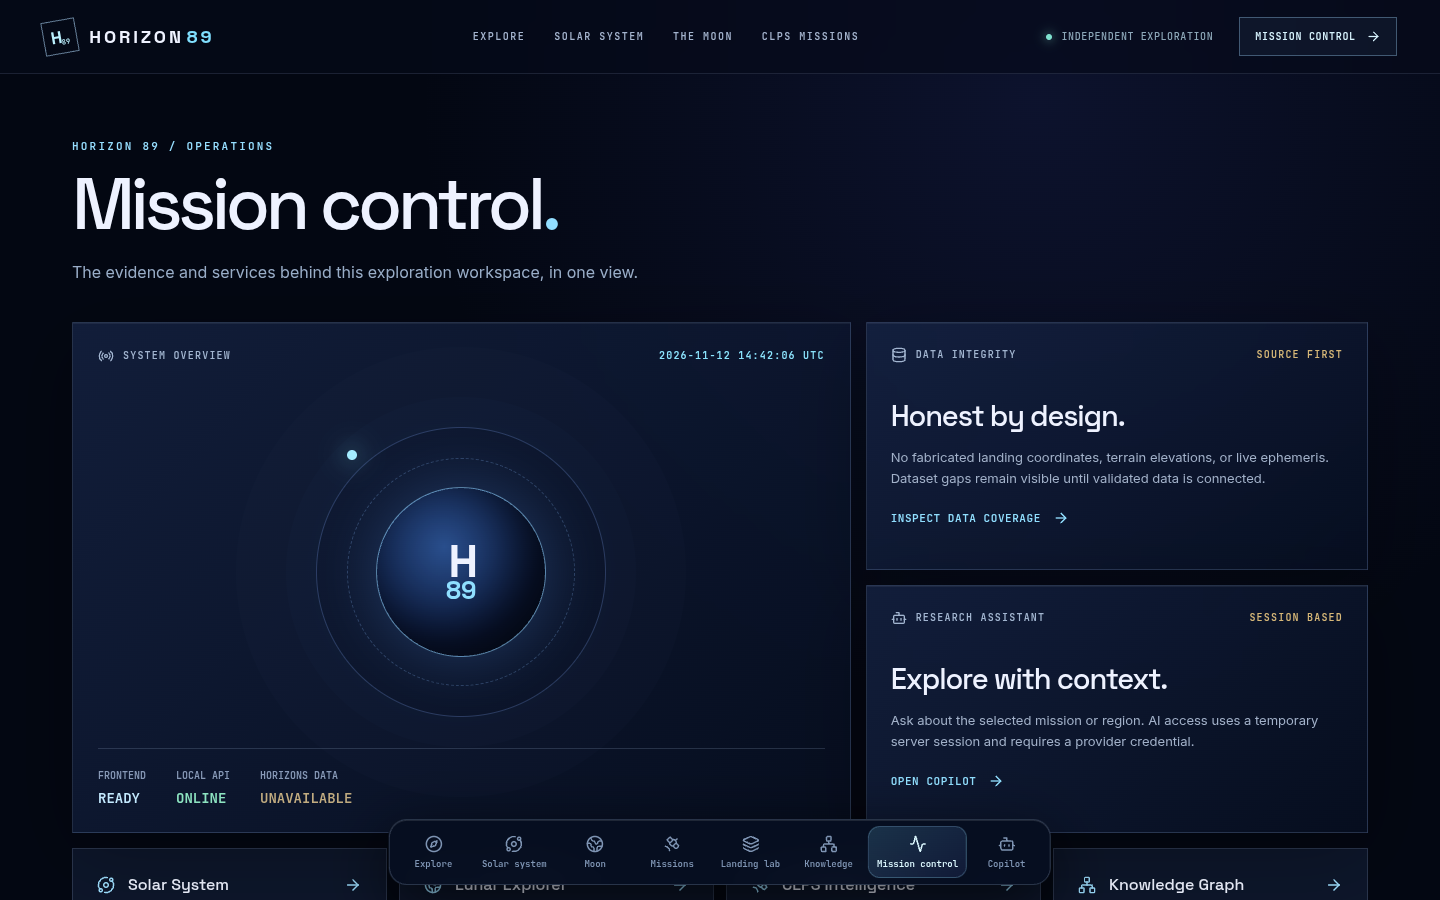 H89 HORIZON 89
EXPLORE SOLAR SYSTEM THE MOON CLPS MISSIONS
INDEPENDENT EXPLORATION
MISSION CONTROL
HORIZON 89 / OPERATIONS
Mission control.
The evidence and services behind this exploration workspace, in one view.
SYSTEM OVERVIEW
2026-11-12 14:42:06 UTC
H
89
FRONTEND LOCAL API HORIZONS DATA
READY ONLINE UNAVAILABLE
DATA INTEGRITY
SOURCE FIRST
Honest by design.
No fabricated landing coordinates, terrain elevations, or live ephemeris.
Dataset gaps remain visible until validated data is connected.
INSPECT DATA COVERAGE
RESEARCH ASSISTANT
SESSION BASED
Explore with context.
Ask about the selected mission or region. AI access uses a temporary
server session and requires a provider credential.
OPEN COPILOT
Explore Solar system Moon Missions Landing lab Knowledge Mission control Copilot
Solar System Lunar Explorer CLPS Intelligence Knowledge Graph